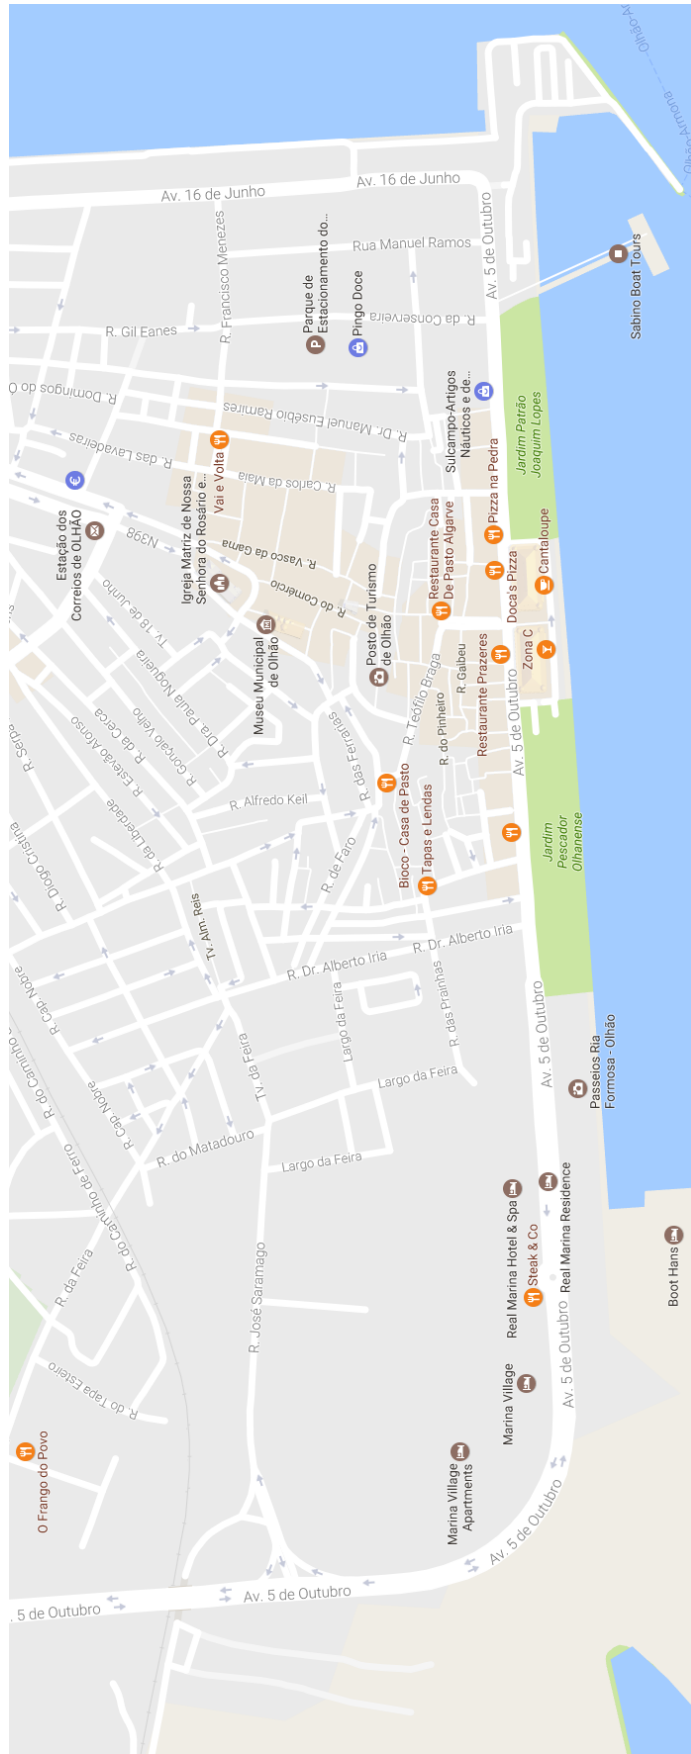 . 5 de Outubro
O Frango do Povo
R. do Tapa Esteiro
R. da Feira
R. do Caminho de Ferro
R. do Caminho d
R. Cap. Nobre
R. Cap. Nobre
R. Diogo Cristina
R. Serpa
Estação dos
Correios de OLHÃO
R. das Lavadeiras
R. Domingos do O
R. Gil Eanes
R. Francisco Menezes
Av. 16 de Junho
N398
Tv. 18 de Junho
R. Dra. Paula Nogueira
R. Gonçalo Velho
R. da Cerca
R. Estevão Afonso
R. da Liberdade
Tv. Alm. Reis
R. do Matadouro
Tv. da Feira
Av. 5 de Outubro
R. José Saramago
Largo da Feira
Largo da Feira
Largo da Feira
R. Dr. Alberto Iria
R. de Faro
R. Alfredo Keil
R. das Ferrarias
Museu Municipal
de Olhão
Igreja Matriz de Nossa
Senhora do Rosário e...
Vai e Volta
R. Vasco da Gama
R. do Comércio
R. Carlos da Maia
R. Dr. Manuel Eusébio Ramires
Parque de
Estacionamento do...
Pingo Doce
R. da Conserveira
Rua Manuel Ramos
Av. 16 de Junho
Posto de Turismo
de Olhão
Bioco - Casa de Pasto
Tapas e Lendas
R. Teófilo Braga
R. do Pinheiro
R. Galbeu
R. Dr. Alberto Iria
R. das Prainhas
Restaurante Casa
De Pasto Algarve
Sulcampo-Artigos
Náuticos e de...
Pizza na Pedra
Doca's Pizza
Restaurante Prazeres
Zona C
Cantaloupe
Av. 5 de Outubro
Av. 5 de Outubro
Av. 5 de Outubro
Marina Village
Apartments
Marina Village
Real Marina Hotel & Spa
Steak & Co
Real Marina Residence
Av. 5 de Outubro
Av. 5 de Outubro
Jardim
Pescador
Olhanense
Jardim Patrão
Joaquim Lopes
Passeios Ria
Formosa - Olhão
Sabino Boat Tours
Boot Hans
Olhão-Armona
Olhão-Ar